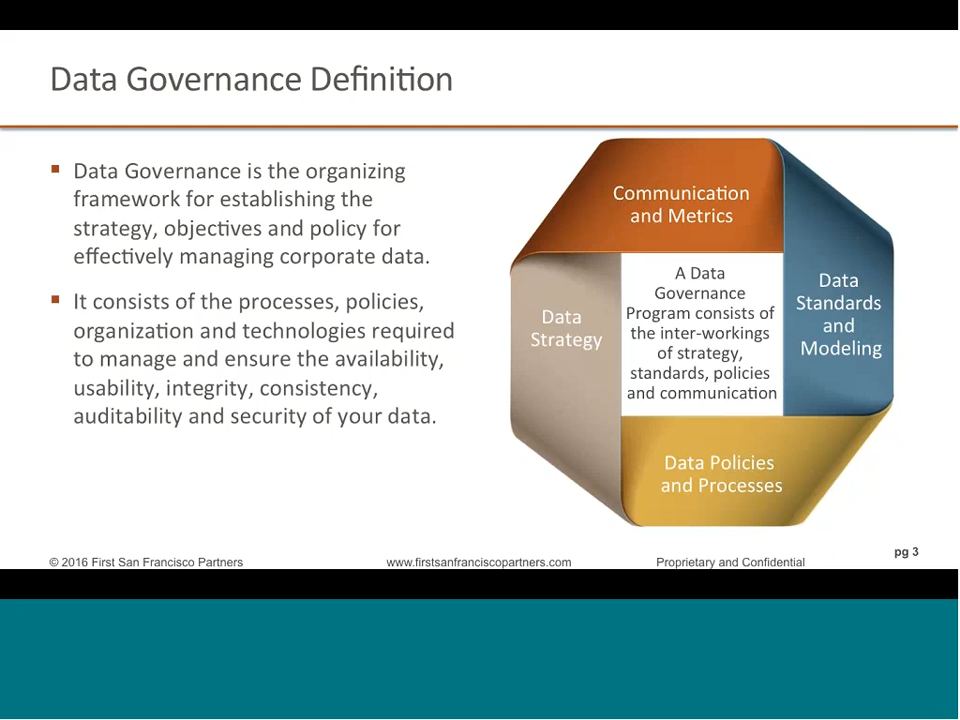 Data Governance Definition
Data Governance is the organizing
framework for establishing the
strategy, objectives and policy for
effectively managing corporate data.
It consists of the processes, policies,
organization and technologies required
to manage and ensure the availability,
usability, integrity, consistency,
auditability and security of your data.
Communication
and Metrics
Data
Strategy
A Data
Governance
Program consists of
the inter-workings
of strategy,
standards, policies
and communication
Data
Standards
and
Modeling
Data Policies
and Processes
pg 3
© 2016 First San Francisco Partners
www.firstsanfranciscopartners.com
Proprietary and Confidential